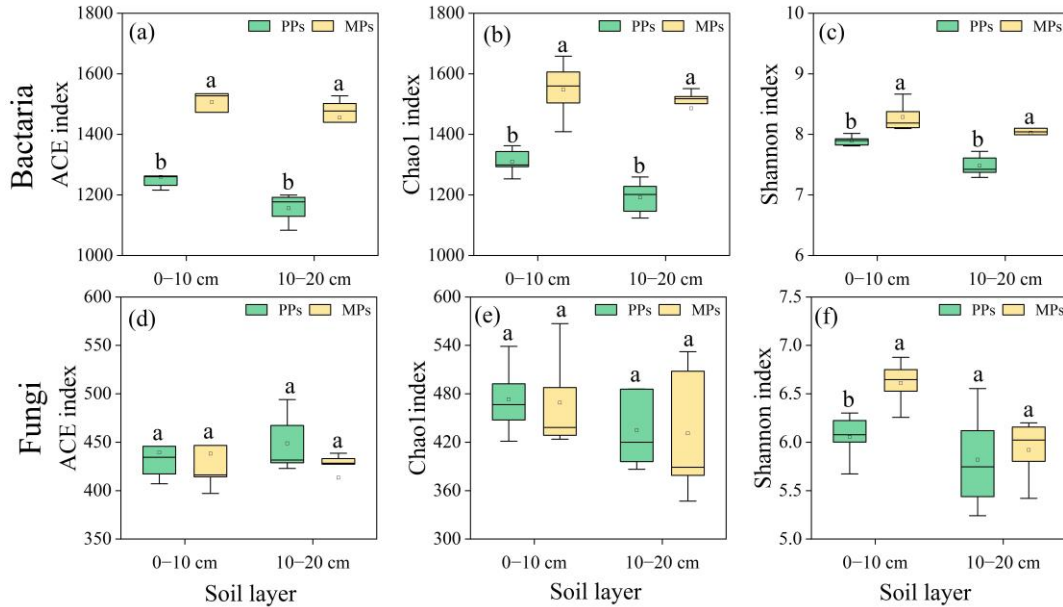 Bactaria
(a)
PPs MPs
ACE index
1800
1600
1400
1200
1000
b
a
b
a
0−10 cm 10−20 cm
(b)
PPs MPs
Chao1 index
1800
1600
1400
1200
1000
b
a
b
a
0−10 cm 10−20 cm
(c)
PPs MPs
Shannon index
10
9
8
7
6
b
a
b
a
0−10 cm 10−20 cm
Fungi
(d)
PPs MPs
ACE index
600
550
500
450
400
350
a
a
a
a
0−10 cm 10−20 cm
Soil layer
(e)
PPs MPs
Chao1 index
600
540
480
420
360
300
a
a
a
a
0−10 cm 10−20 cm
Soil layer
(f)
PPs MPs
Shannon index
7.5
7.0
6.5
6.0
5.5
5.0
b
a
a
a
0−10 cm 10−20 cm
Soil layer